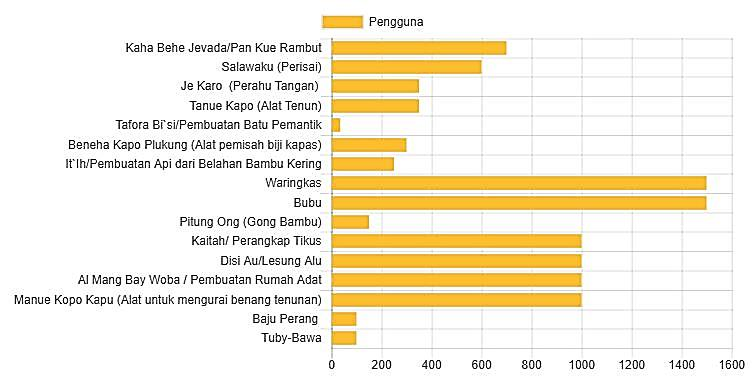 Pengguna
Kaha Behe Jevada/Pan Kue Rambut
Salawaku (Perisai)
Je Karo (Perahu Tangan)
Tanue Kapo (Alat Tenun)
Tafora Bi`si/Pembuatan Batu Pemantik
Beneha Kapo Plukung (Alat pemisah biji kapas)
It`Ih/Pembuatan Api dari Belahan Bambu Kering
Waringkas
Bubu
Pitung Ong (Gong Bambu)
Kaitah/ Perangkap Tikus
Disi Au/Lesung Alu
Al Mang Bay Woba / Pembuatan Rumah Adat
Manue Kopo Kapu (Alat untuk mengurai benang tenunan)
Baju Perang
Tuby-Bawa
0 200 400 600 800 1000 1200 1400 1600